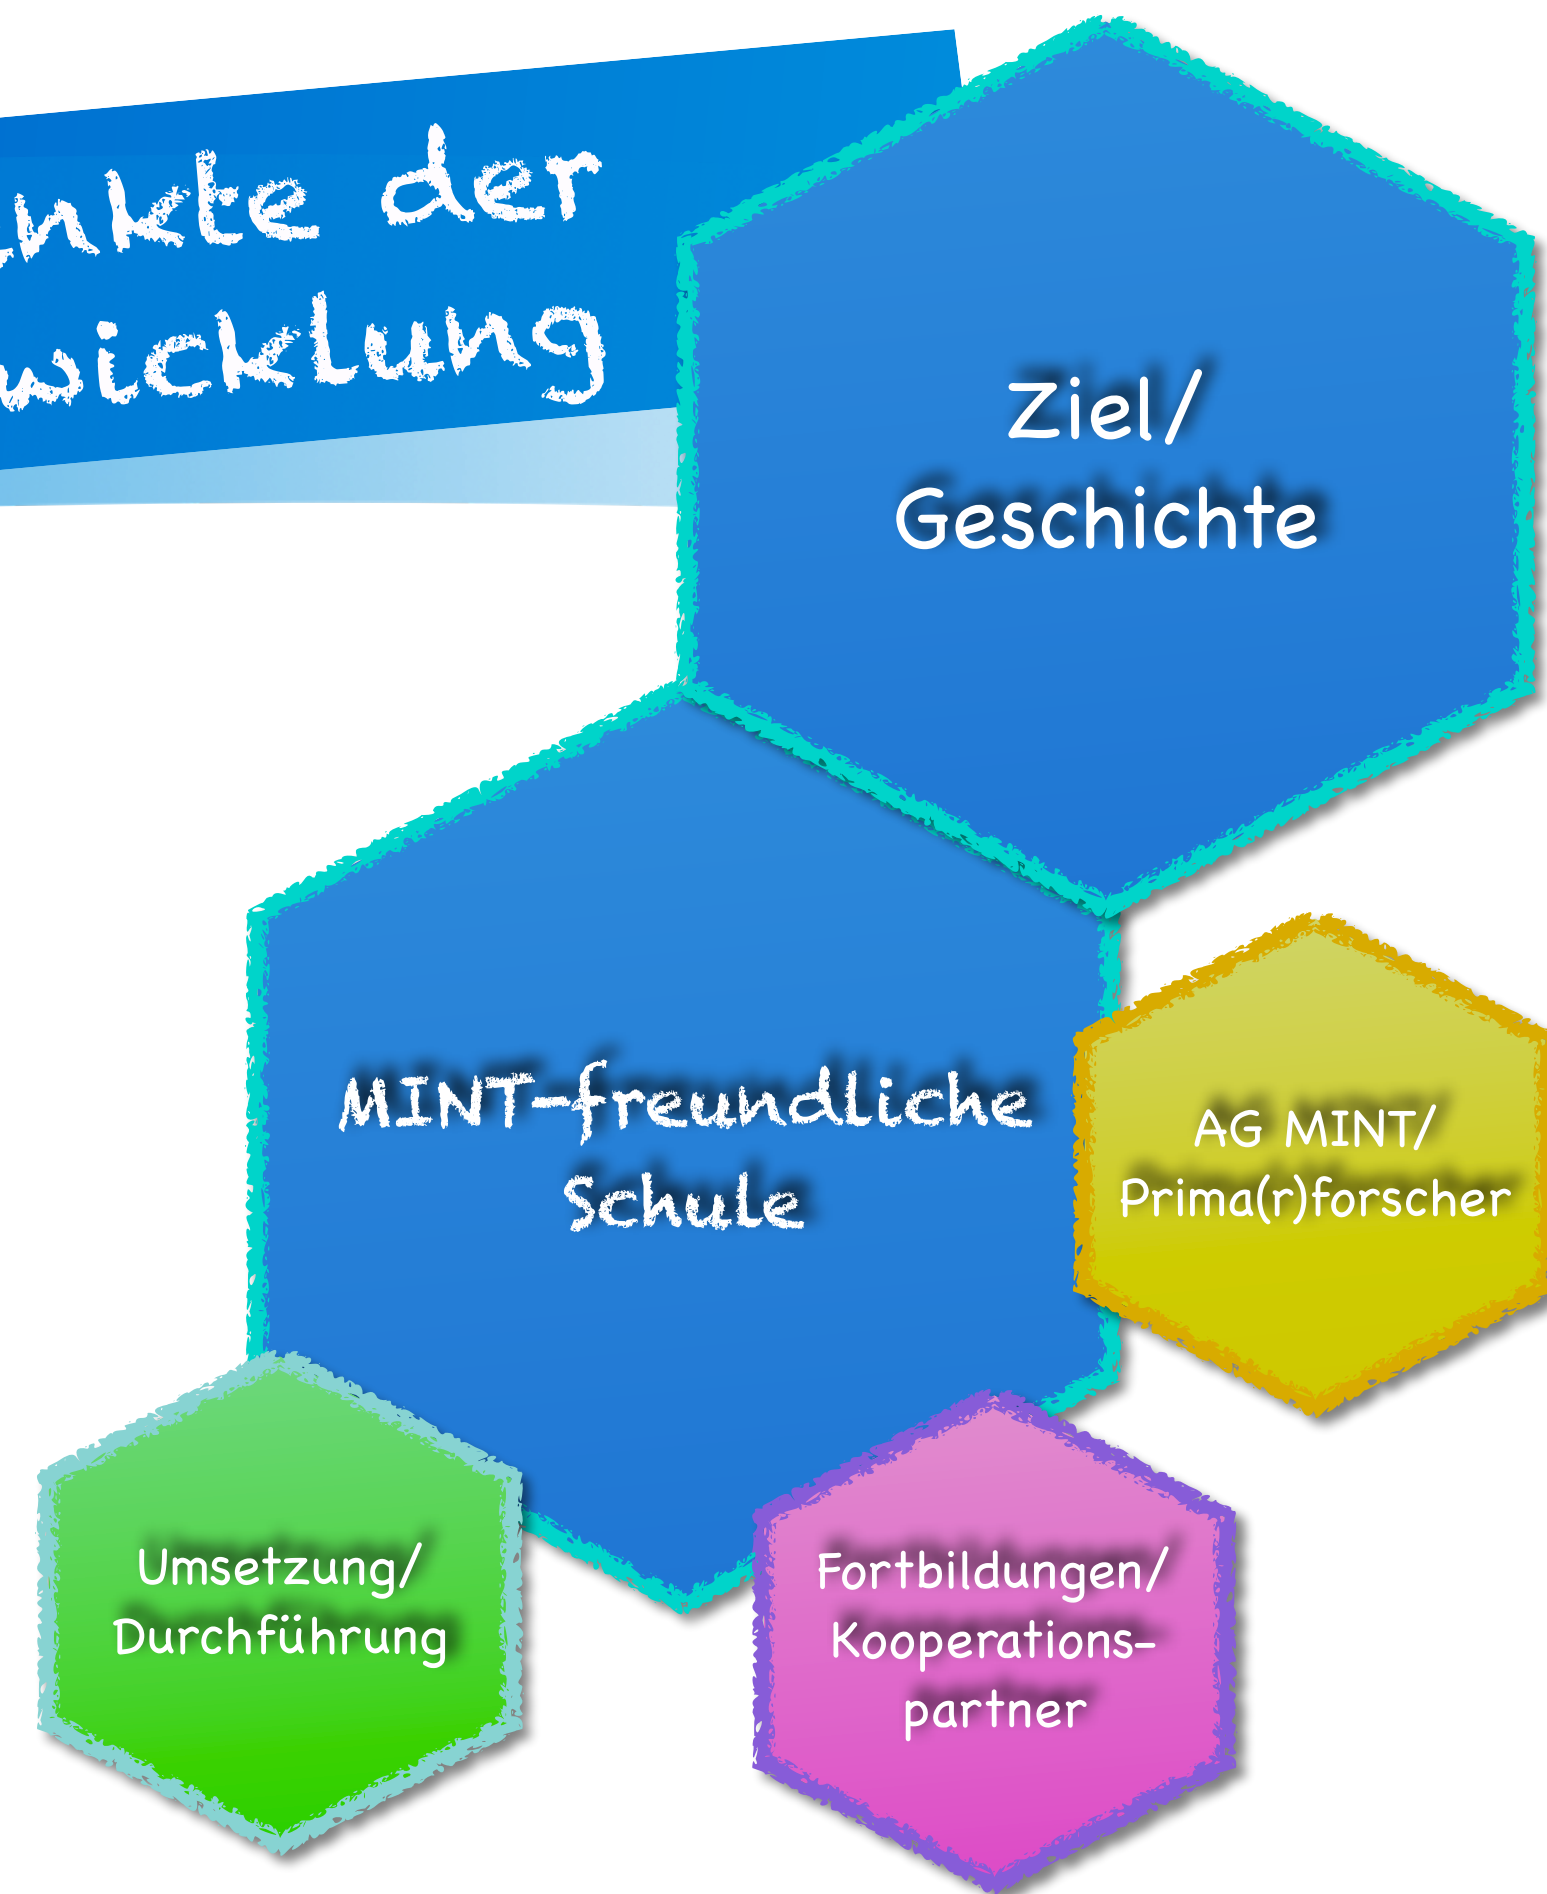 nkte der
wicklung
Ziel/
Geschichte
MINT-freundliche
Schule
AG MINT/
Prima(r)forscher
Umsetzung/
Durchführung
Fortbildungen/
Kooperations-
partner